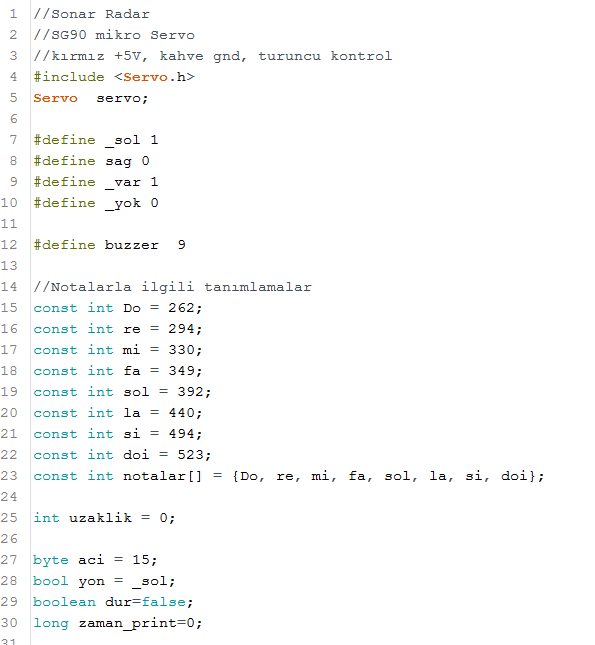 1 //Sonar Radar
2 //SG90 mikro Servo
3 //kırmız +5V, kahve gnd, turuncu kontrol
4 #include <Servo.h>
5 Servo  servo;
6
7 #define _sol 1
8 #define sag 0
9 #define _var 1
10 #define _yok 0
11
12 #define buzzer  9
13
14 //Notalarla ilgili tanımlamalar
15 const int Do = 262;
16 const int re = 294;
17 const int mi = 330;
18 const int fa = 349;
19 const int sol = 392;
20 const int la = 440;
21 const int si = 494;
22 const int doi = 523;
23 const int notalar[] = {Do, re, mi, fa, sol, la, si, doi};
24
25 int uzaklik = 0;
26
27 byte aci = 15;
28 bool yon = _sol;
29 boolean dur=false;
30 long zaman_print=0;
31